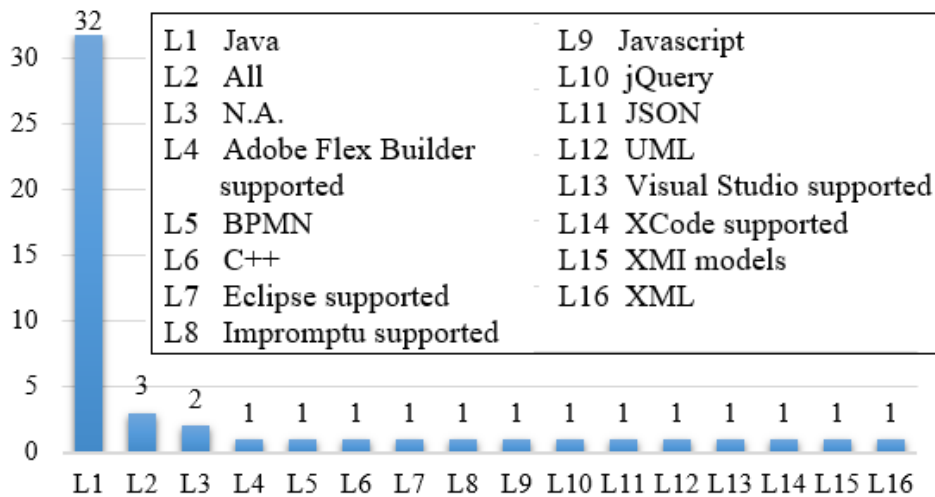 32
30
25
20
15
10
5
0
L1 Java
L2 All
L3 N.A.
L4 Adobe Flex Builder
supported
L5 BPMN
L6 C++
L7 Eclipse supported
L8 Impromptu supported
L9 Javascript
L10 jQuery
L11 JSON
L12 UML
L13 Visual Studio supported
L14 XCode supported
L15 XMI models
L16 XML
3 2 1 1 1 1 1 1 1 1 1 1 1 1 1
L1 L2 L3 L4 L5 L6 L7 L8 L9 L10 L11 L12 L13 L14 L15 L16